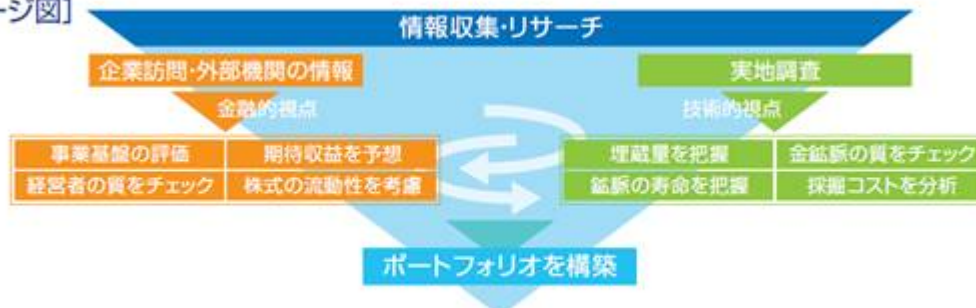 ージ図]
情報収集・リサーチ
企業訪問・外部機関の情報
実地調査
金融的視点
技術的視点
事業基盤の評価
期待収益を予想
経営者の質をチェック
株式の流動性を考慮
埋蔵量を把握
金鉱脈の質をチェック
鉱脈の寿命を把握
採掘コストを分析
ポートフォリオを構築